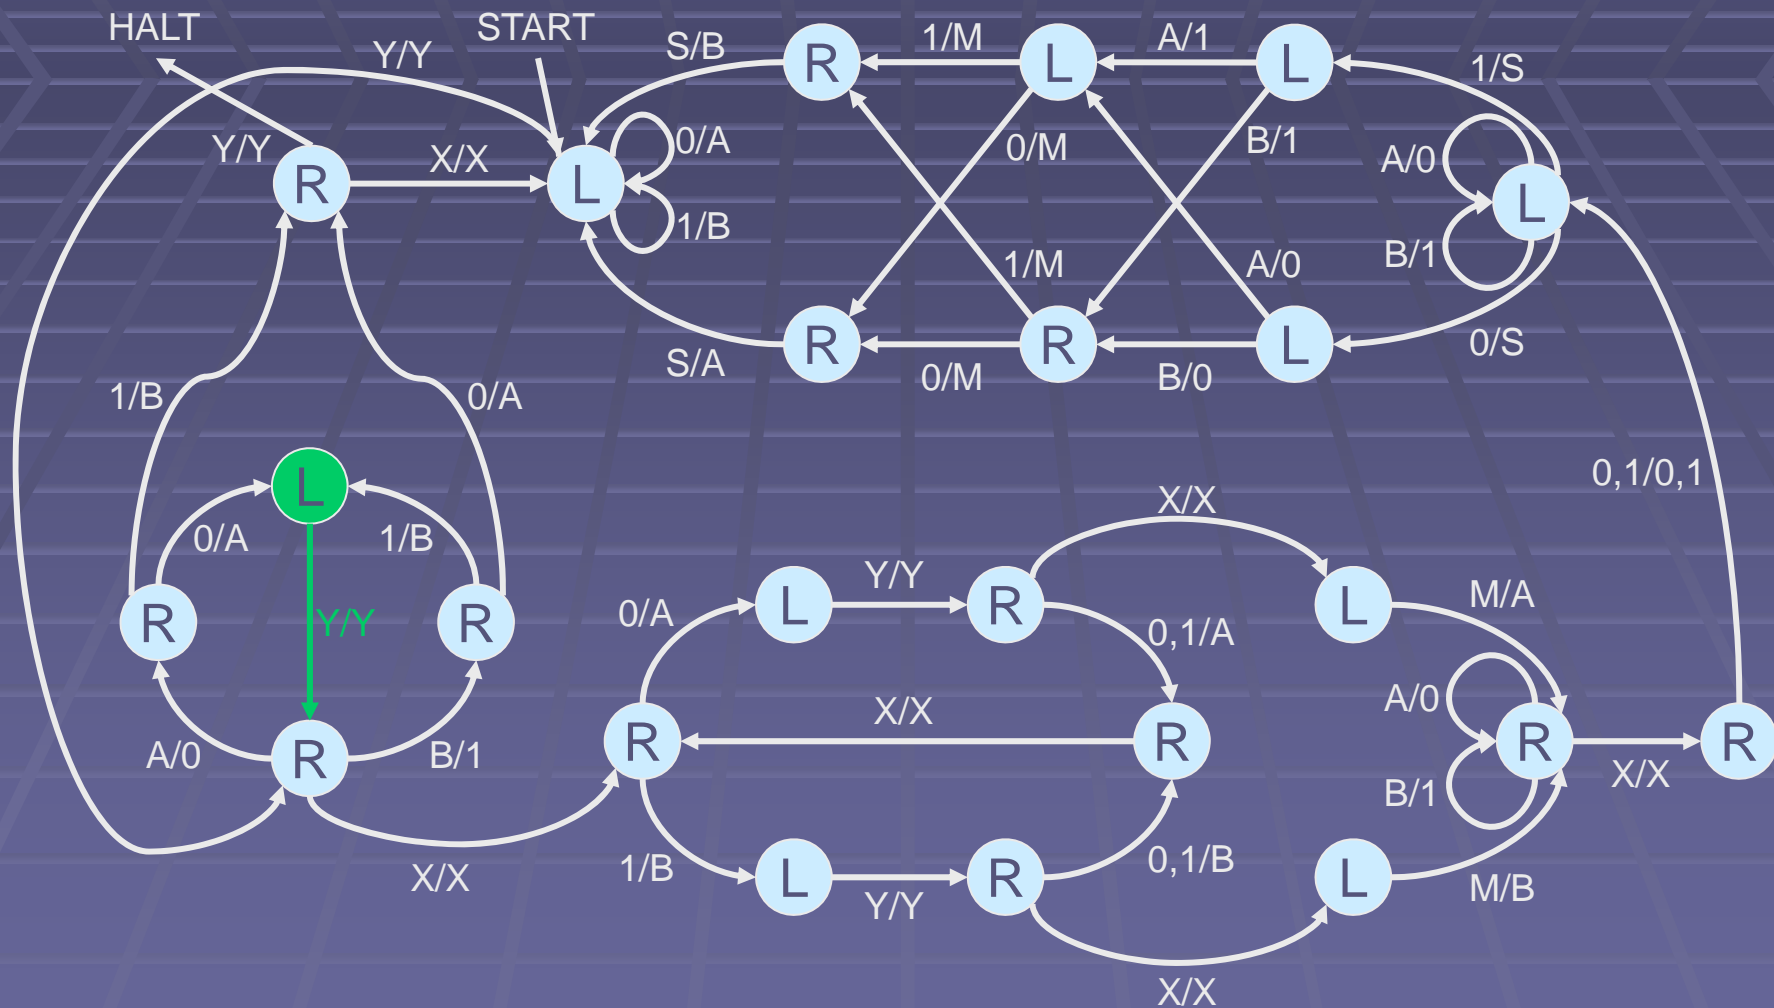 HALT
START
Y/Y
S/B
1/M
A/1
1/S
R
L
L
Y/Y
X/X
0/A
0/M
B/1
A/0
R
L
L
1/B
B/1
1/M
A/0
S/A
R
R
L
0/S
0/M
B/0
1/B
0/A
0,1/0,1
L
X/X
0/A
1/B
Y/Y
M/A
0/A
L
R
L
R
Y/Y
R
0,1/A
A/0
X/X
A/0
R
B/1
R
R
R
R
X/X
B/1
1/B
0,1/B
X/X
L
Y/Y
R
L
M/B
X/X